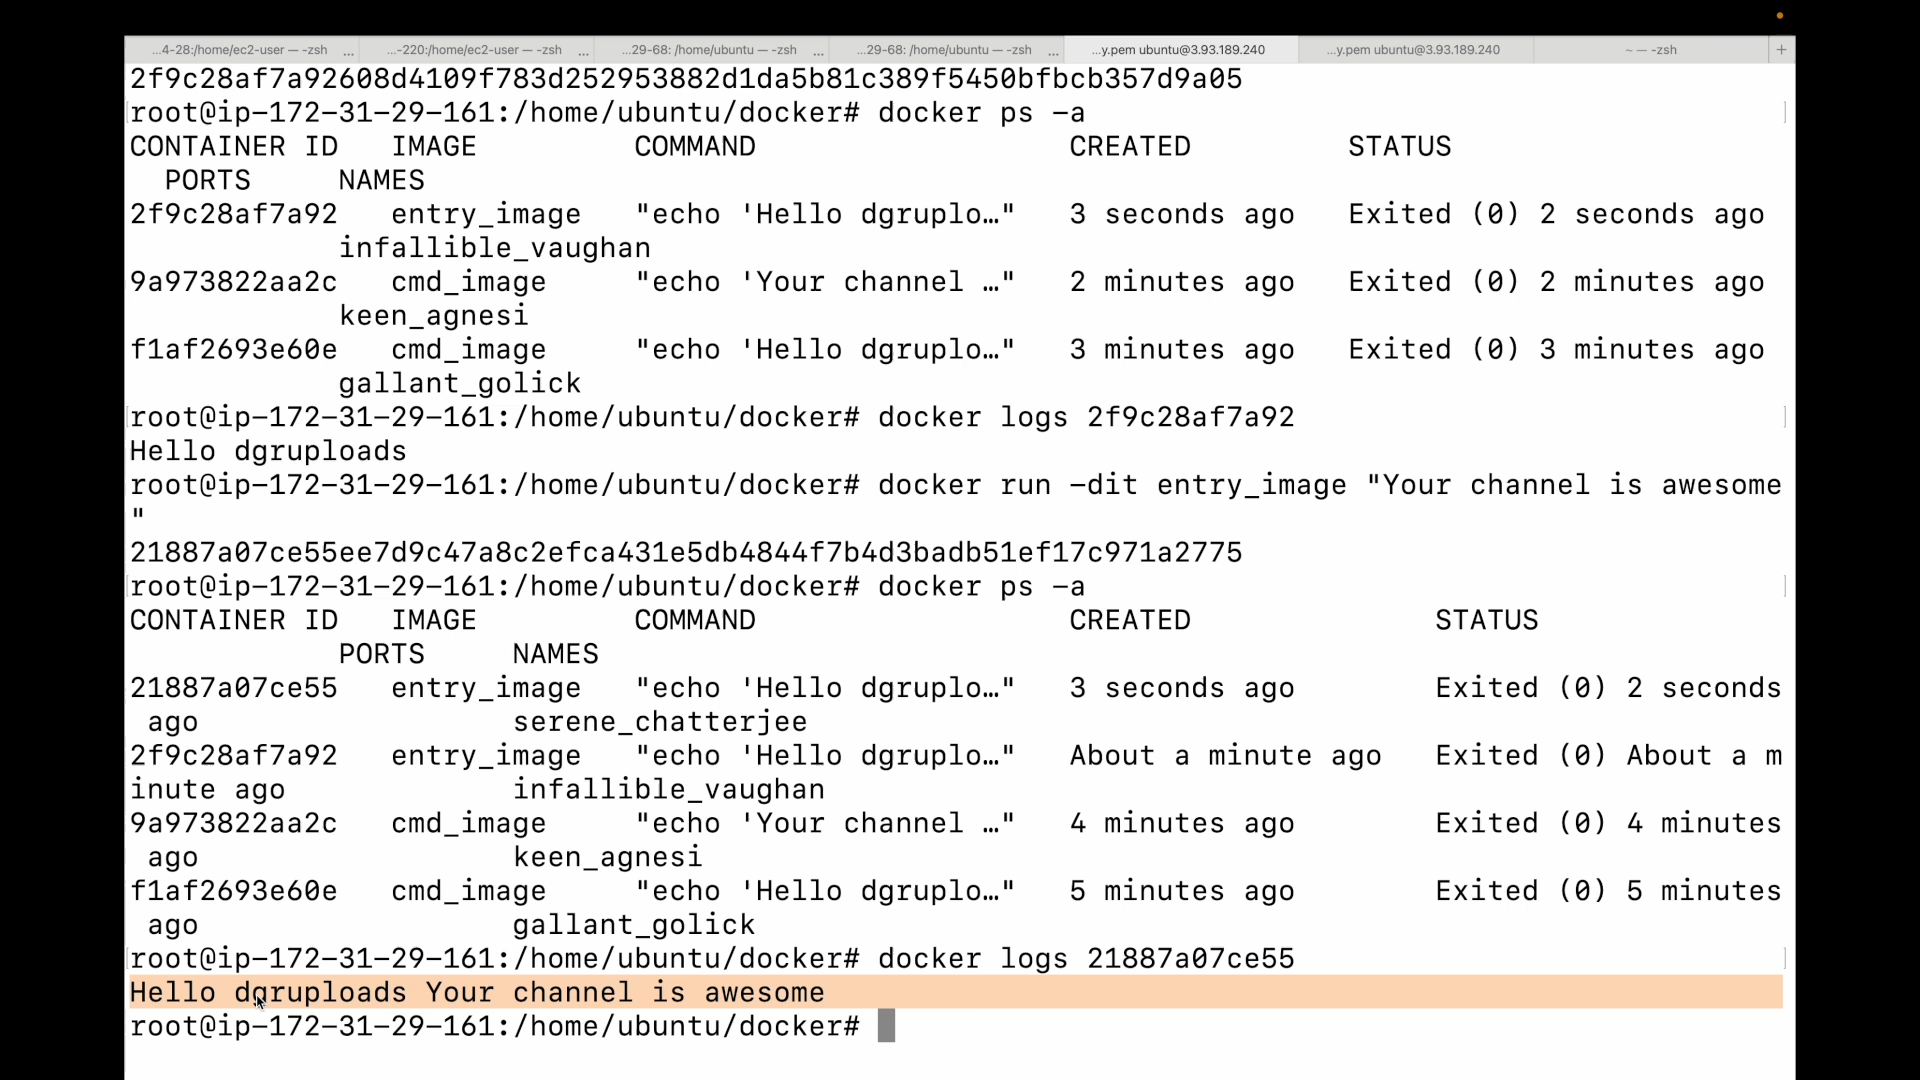 ...4-28:/home/ec2-user — -zsh ... ...-220:/home/ec2-user — -zsh ... ...29-68: /home/ubuntu — -zsh ... ...29-68: /home/ubuntu — -zsh ... ...y.pem ubuntu@3.93.189.240 ...y.pem ubuntu@3.93.189.240 ~ — -zsh +
2f9c28af7a92608d4109f783d252953882d1da5b81c389f5450bfbcb357d9a05
root@ip-172-31-29-161:/home/ubuntu/docker# docker ps -a
CONTAINER ID   IMAGE         COMMAND                  CREATED         STATUS
  PORTS     NAMES
2f9c28af7a92   entry_image   "echo 'Hello dgruplo…"   3 seconds ago   Exited (0) 2 seconds ago
            infallible_vaughan
9a973822aa2c   cmd_image     "echo 'Your channel …"   2 minutes ago   Exited (0) 2 minutes ago
            keen_agnesi
f1af2693e60e   cmd_image     "echo 'Hello dgruplo…"   3 minutes ago   Exited (0) 3 minutes ago
            gallant_golick
root@ip-172-31-29-161:/home/ubuntu/docker# docker logs 2f9c28af7a92
Hello dgruploads
root@ip-172-31-29-161:/home/ubuntu/docker# docker run -dit entry_image "Your channel is awesome
"
21887a07ce55ee7d9c47a8c2efca431e5db4844f7b4d3badb51ef17c971a2775
root@ip-172-31-29-161:/home/ubuntu/docker# docker ps -a
CONTAINER ID   IMAGE         COMMAND                  CREATED              STATUS
            PORTS     NAMES
21887a07ce55   entry_image   "echo 'Hello dgruplo…"   3 seconds ago        Exited (0) 2 seconds
 ago                  serene_chatterjee
2f9c28af7a92   entry_image   "echo 'Hello dgruplo…"   About a minute ago   Exited (0) About a m
inute ago             infallible_vaughan
9a973822aa2c   cmd_image     "echo 'Your channel …"   4 minutes ago        Exited (0) 4 minutes
 ago                  keen_agnesi
f1af2693e60e   cmd_image     "echo 'Hello dgruplo…"   5 minutes ago        Exited (0) 5 minutes
 ago                  gallant_golick
root@ip-172-31-29-161:/home/ubuntu/docker# docker logs 21887a07ce55
Hello dgruploads Your channel is awesome
root@ip-172-31-29-161:/home/ubuntu/docker#